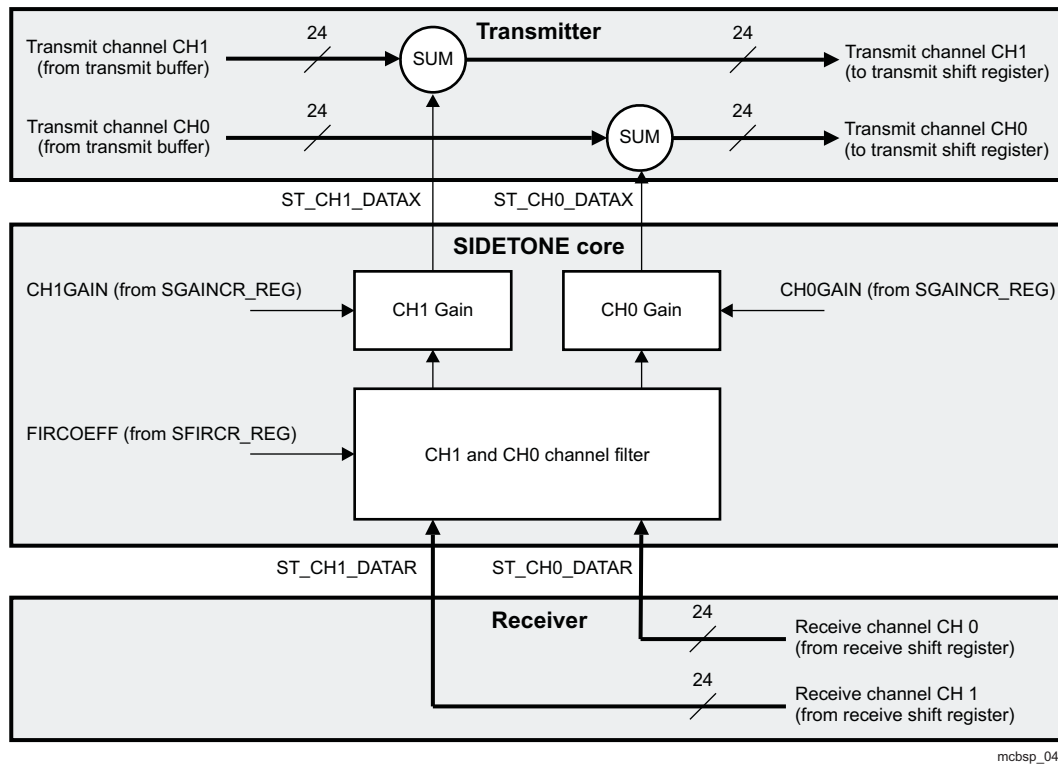 Transmitter
24
24
Transmit channel CH1
(from transmit buffer)
SUM
Transmit channel CH1
(to transmit shift register)
24
24
Transmit channel CH0
(from transmit buffer)
SUM
Transmit channel CH0
(to transmit shift register)
ST_CH1_DATAX
ST_CH0_DATAX
SIDETONE core
CH1GAIN (from SGAINCR_REG)
CH1 Gain
CH0 Gain
CH0GAIN (from SGAINCR_REG)
FIRCOEFF (from SFIRCR_REG)
CH1 and CH0 channel filter
ST_CH1_DATAR
ST_CH0_DATAR
Receiver
24
Receive channel CH 0
(from receive shift register)
24
Receive channel CH 1
(from receive shift register)
mcbsp_04